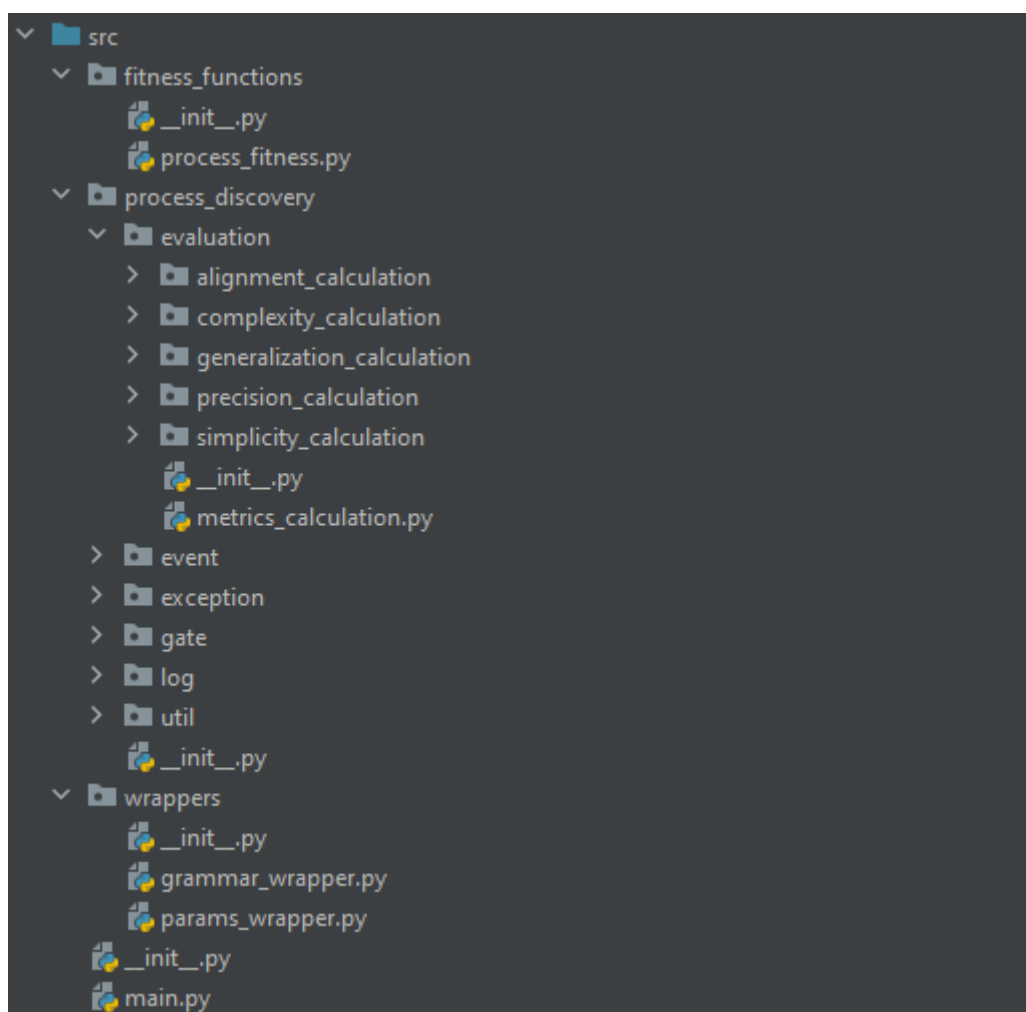 src
fitness_functions
__init__.py
process_fitness.py
process_discovery
evaluation
alignment_calculation
complexity_calculation
generalization_calculation
precision_calculation
simplicity_calculation
__init__.py
metrics_calculation.py
event
exception
gate
log
util
__init__.py
wrappers
__init__.py
grammar_wrapper.py
params_wrapper.py
__init__.py
main.py